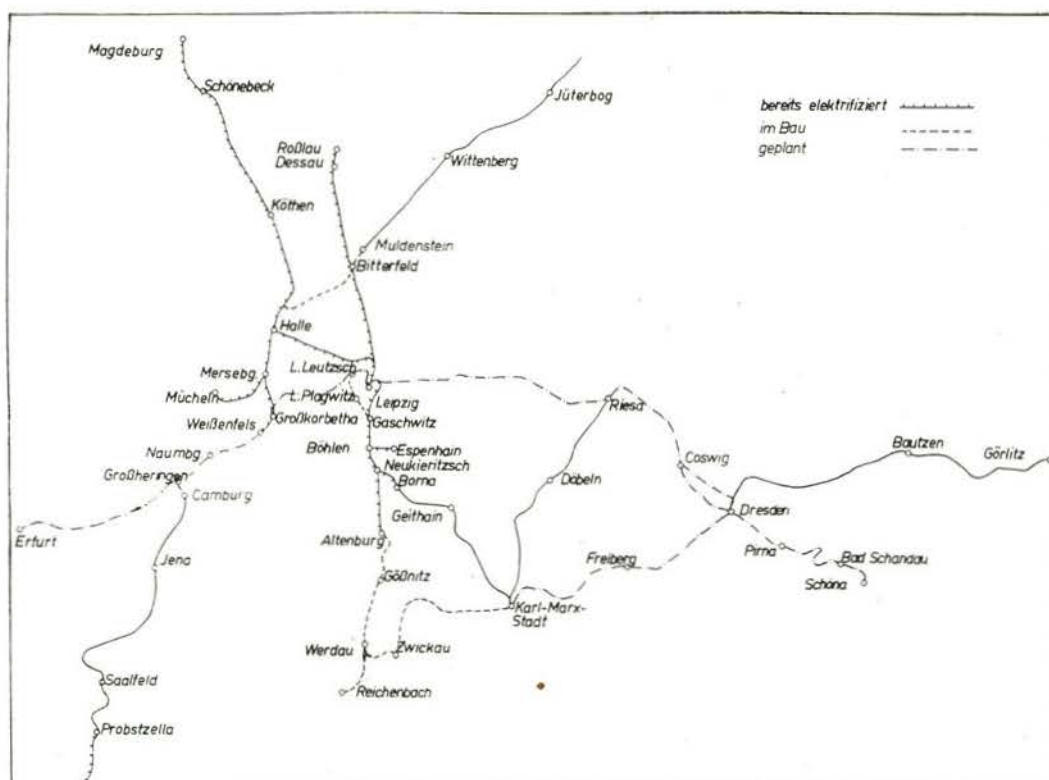 Magdeburg
Schönebeck
Jüterbog
bereits elektrifiziert
im Bau
geplant
Roßlau
Dessau
Wittenberg
Köthen
Muldenstein
Bitterfeld
Halle
Mersebg.
L.Leutzsch
Mücheln
L.Plagwitz
Leipzig
Riesa
Weißenfels
Großkorbetha
Gaschwitz
Naumbg
Böhlen
Espenhain
Coswig
Bautzen
Görlitz
Großheringen
Neukieritzsch
Camburg
Borna
Döbeln
Geithain
Dresden
Erfurt
Altenburg
Pirna
Bad Schandau
Jena
Freiberg
Schöna
Gößnitz
Karl-Marx-
Stadt
Werdau
Zwickau
Saalfeld
Reichenbach
Probstzella